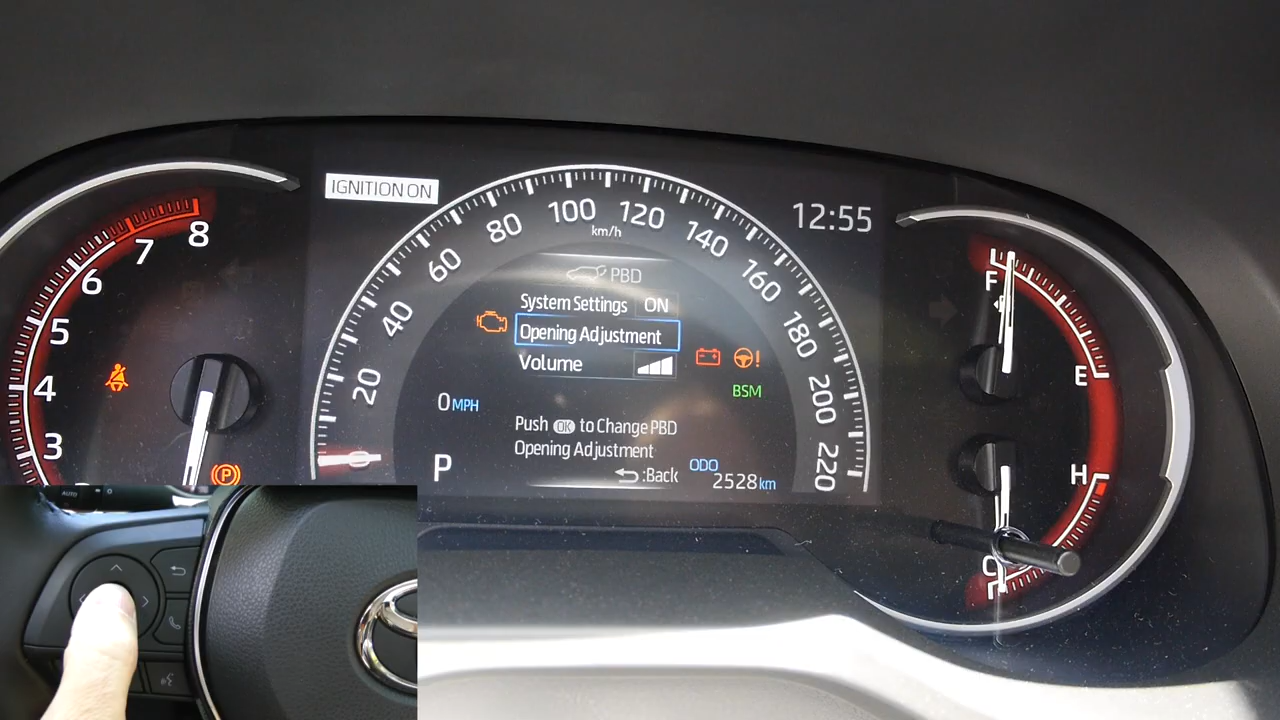 IGNITION ON
12:55
8
7
6
5
4
3
20
40
60
80
100
120
140
160
180
200
220
km/h
PBD
System Settings ON
Opening Adjustment
Volume
BSM
0 MPH
Push OK to Change PBD
Opening Adjustment
:Back
P
ODO
2528 km
(P)
F
E
H
C
AUTO